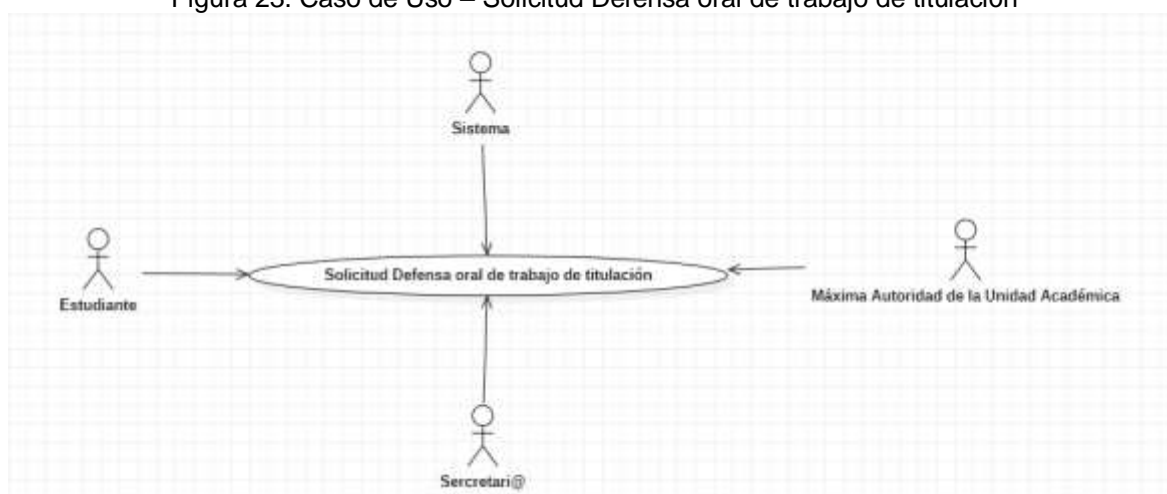 Figura 23. Caso de Uso – Solicitud Defensa oral de trabajo de titulación
Sistema
Solicitud Defensa oral de trabajo de titulación
Estudiante
Máxima Autoridad de la Unidad Académica
Sercretari@